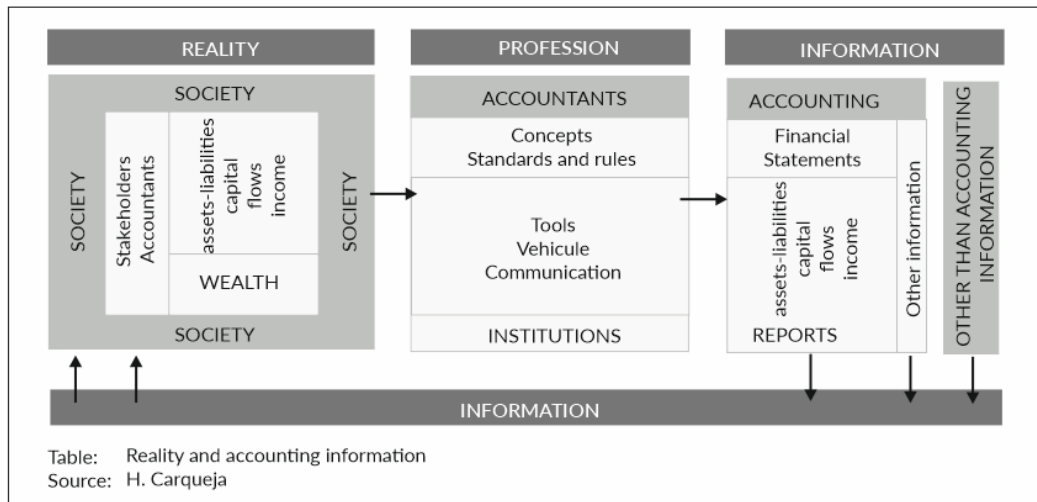 REALITY
SOCIETY
SOCIETY
Stakeholders
Accountants
assets-liabilities
capital
flows
income
WEALTH
SOCIETY
SOCIETY
PROFESSION
ACCOUNTANTS
Concepts
Standards and rules
Tools
Vehicule
Communication
INSTITUTIONS
INFORMATION
ACCOUNTING
Financial
Statements
assets-liabilities
capital
flows
income
REPORTS
Other information
OTHER THAN ACCOUNTING
INFORMATION
INFORMATION
Table: Reality and accounting information
Source: H. Carqueja